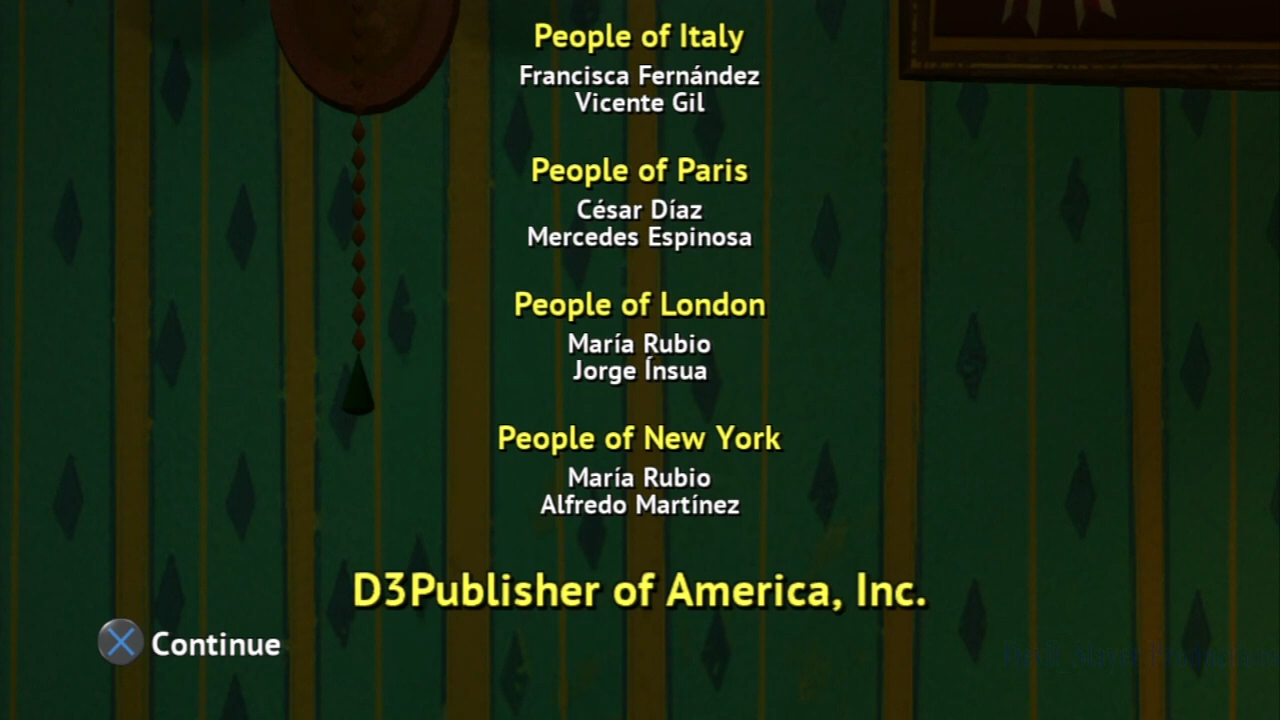 People of Italy
Francisca Fernández
Vicente Gil
People of Paris
César Díaz
Mercedes Espinosa
People of London
María Rubio
Jorge Ínsua
People of New York
María Rubio
Alfredo Martínez
D3Publisher of America, Inc.
Continue